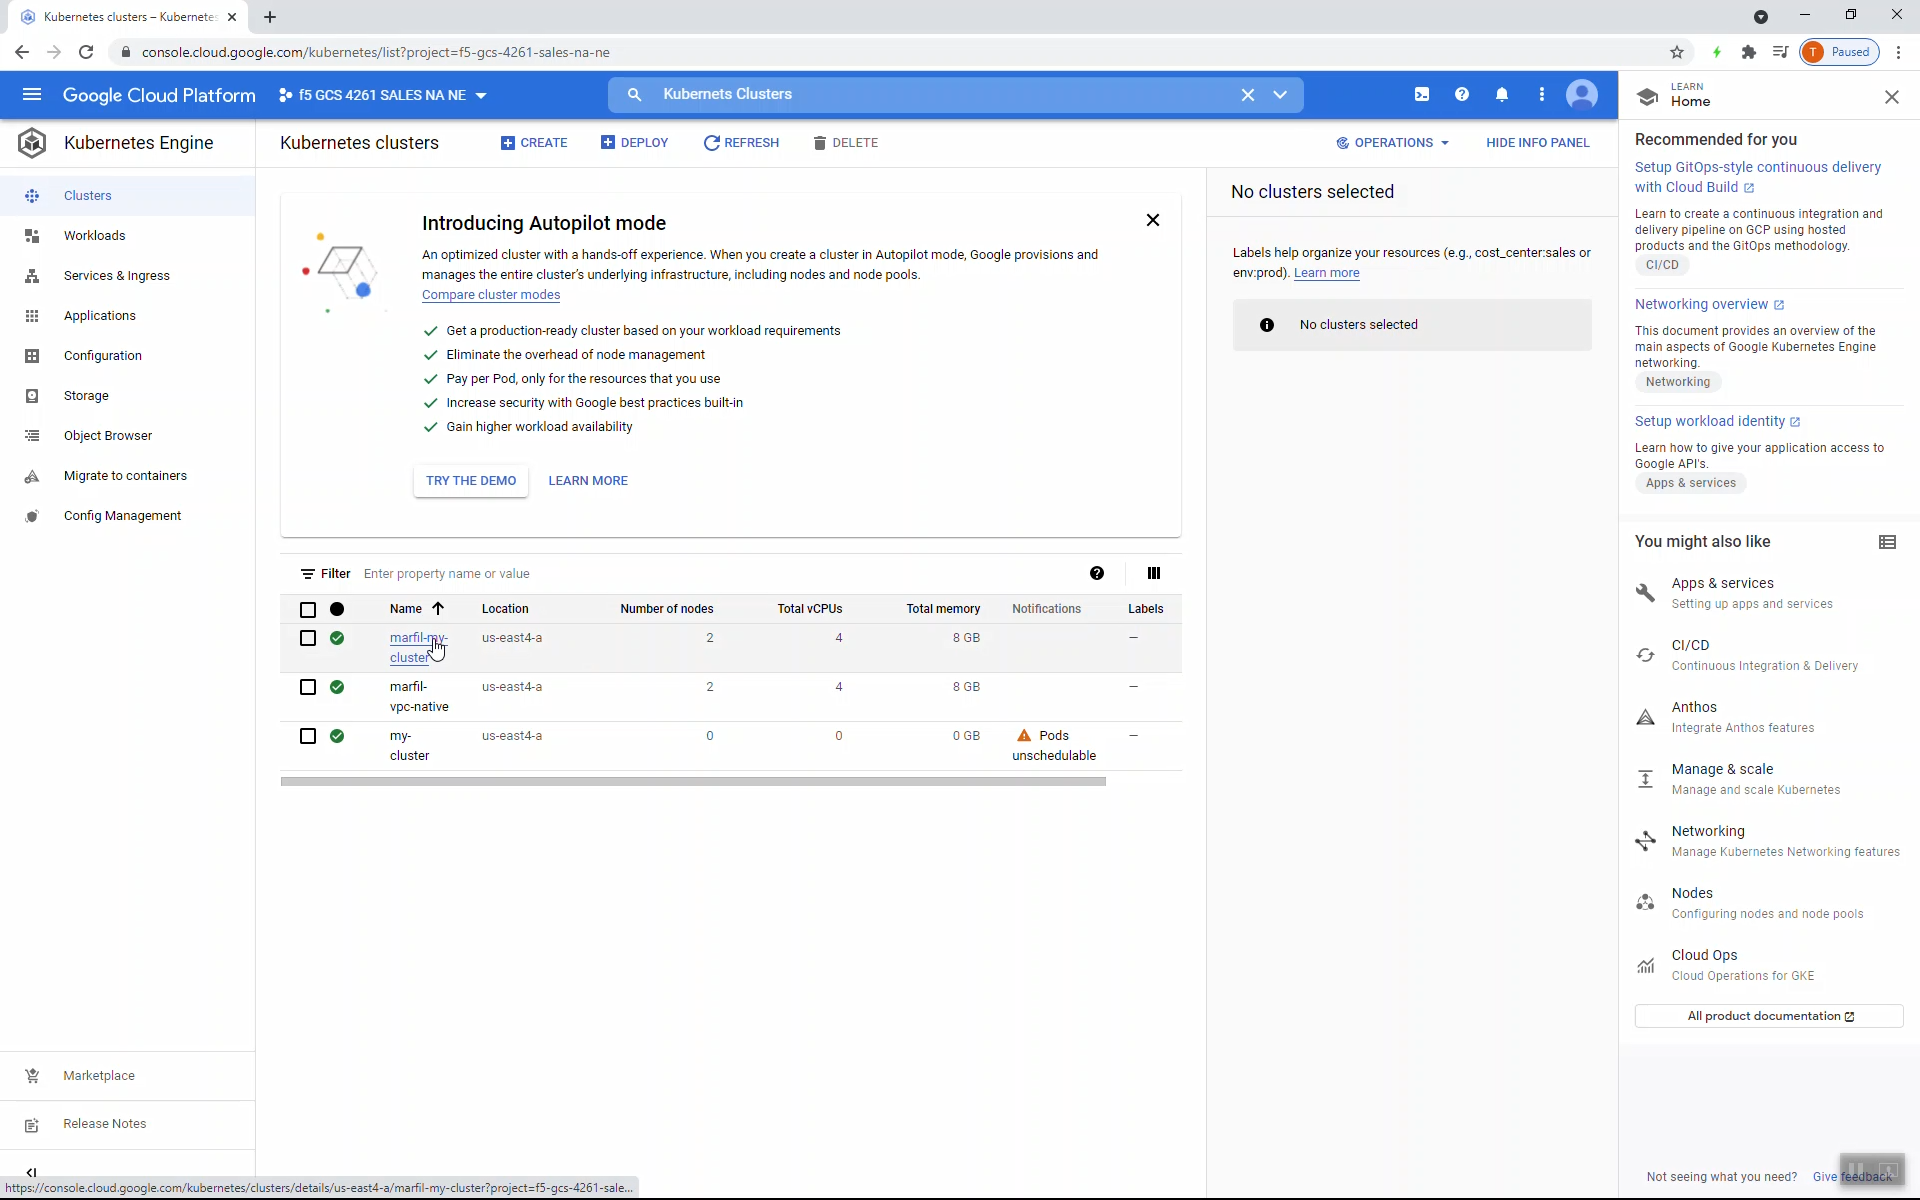 Kubernetes clusters – Kubernetes
console.cloud.google.com/kubernetes/list?project=f5-gcs-4261-sales-na-ne
T Paused
Google Cloud Platform
f5 GCS 4261 SALES NA NE
Kubernets Clusters
LEARN
Home
Kubernetes Engine
Kubernetes clusters
CREATE
DEPLOY
REFRESH
DELETE
OPERATIONS
HIDE INFO PANEL
Clusters
Workloads
Services & Ingress
Applications
Configuration
Storage
Object Browser
Migrate to containers
Config Management
Marketplace
Release Notes
Introducing Autopilot mode
An optimized cluster with a hands-off experience. When you create a cluster in Autopilot mode, Google provisions and
manages the entire cluster's underlying infrastructure, including nodes and node pools.
Compare cluster modes
Get a production-ready cluster based on your workload requirements
Eliminate the overhead of node management
Pay per Pod, only for the resources that you use
Increase security with Google best practices built-in
Gain higher workload availability
TRY THE DEMO
LEARN MORE
Filter Enter property name or value
Name Location Number of nodes Total vCPUs Total memory Notifications Labels
marfil-my- us-east4-a 2 4 8 GB –
cluster
marfil- us-east4-a 2 4 8 GB –
vpc-native
my- us-east4-a 0 0 0 GB Pods –
cluster unschedulable
No clusters selected
Labels help organize your resources (e.g., cost_center:sales or
env:prod). Learn more
No clusters selected
Recommended for you
Setup GitOps-style continuous delivery
with Cloud Build
Learn to create a continuous integration and
delivery pipeline on GCP using hosted
products and the GitOps methodology.
CI/CD
Networking overview
This document provides an overview of the
main aspects of Google Kubernetes Engine
networking.
Networking
Setup workload identity
Learn how to give your application access to
Google API's.
Apps & services
You might also like
Apps & services
Setting up apps and services
CI/CD
Continuous Integration & Delivery
Anthos
Integrate Anthos features
Manage & scale
Manage and scale Kubernetes
Networking
Manage Kubernetes Networking features
Nodes
Configuring nodes and node pools
Cloud Ops
Cloud Operations for GKE
All product documentation
Not seeing what you need? Give feedback
https://console.cloud.google.com/kubernetes/clusters/details/us-east4-a/marfil-my-cluster?project=f5-gcs-4261-sale...